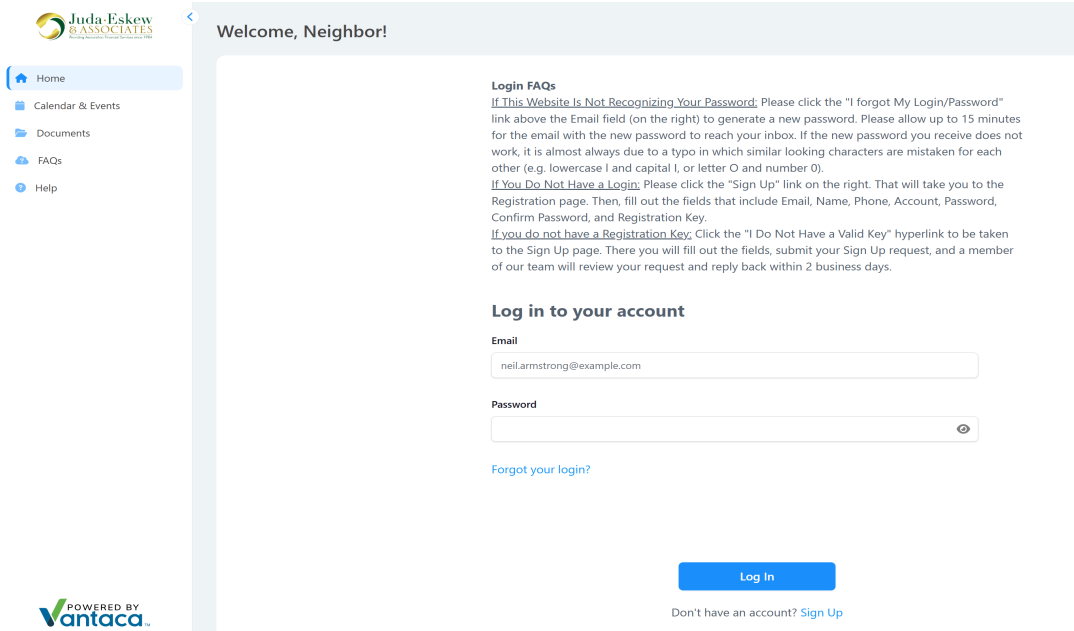 Juda-Eskew
& ASSOCIATES
Providing Association Financial Services since 1984
Home
Calendar & Events
Documents
FAQs
Help
POWERED BY
Vantaca
Welcome, Neighbor!
Login FAQs
If This Website Is Not Recognizing Your Password: Please click the "I forgot My Login/Password"
link above the Email field (on the right) to generate a new password. Please allow up to 15 minutes
for the email with the new password to reach your inbox. If the new password you receive does not
work, it is almost always due to a typo in which similar looking characters are mistaken for each
other (e.g. lowercase l and capital I, or letter O and number 0).
If You Do Not Have a Login: Please click the "Sign Up" link on the right. That will take you to the
Registration page. Then, fill out the fields that include Email, Name, Phone, Account, Password,
Confirm Password, and Registration Key.
If you do not have a Registration Key: Click the "I Do Not Have a Valid Key" hyperlink to be taken
to the Sign Up page. There you will fill out the fields, submit your Sign Up request, and a member
of our team will review your request and reply back within 2 business days.
Log in to your account
Email
neil.armstrong@example.com
Password
Forgot your login?
Log In
Don't have an account? Sign Up